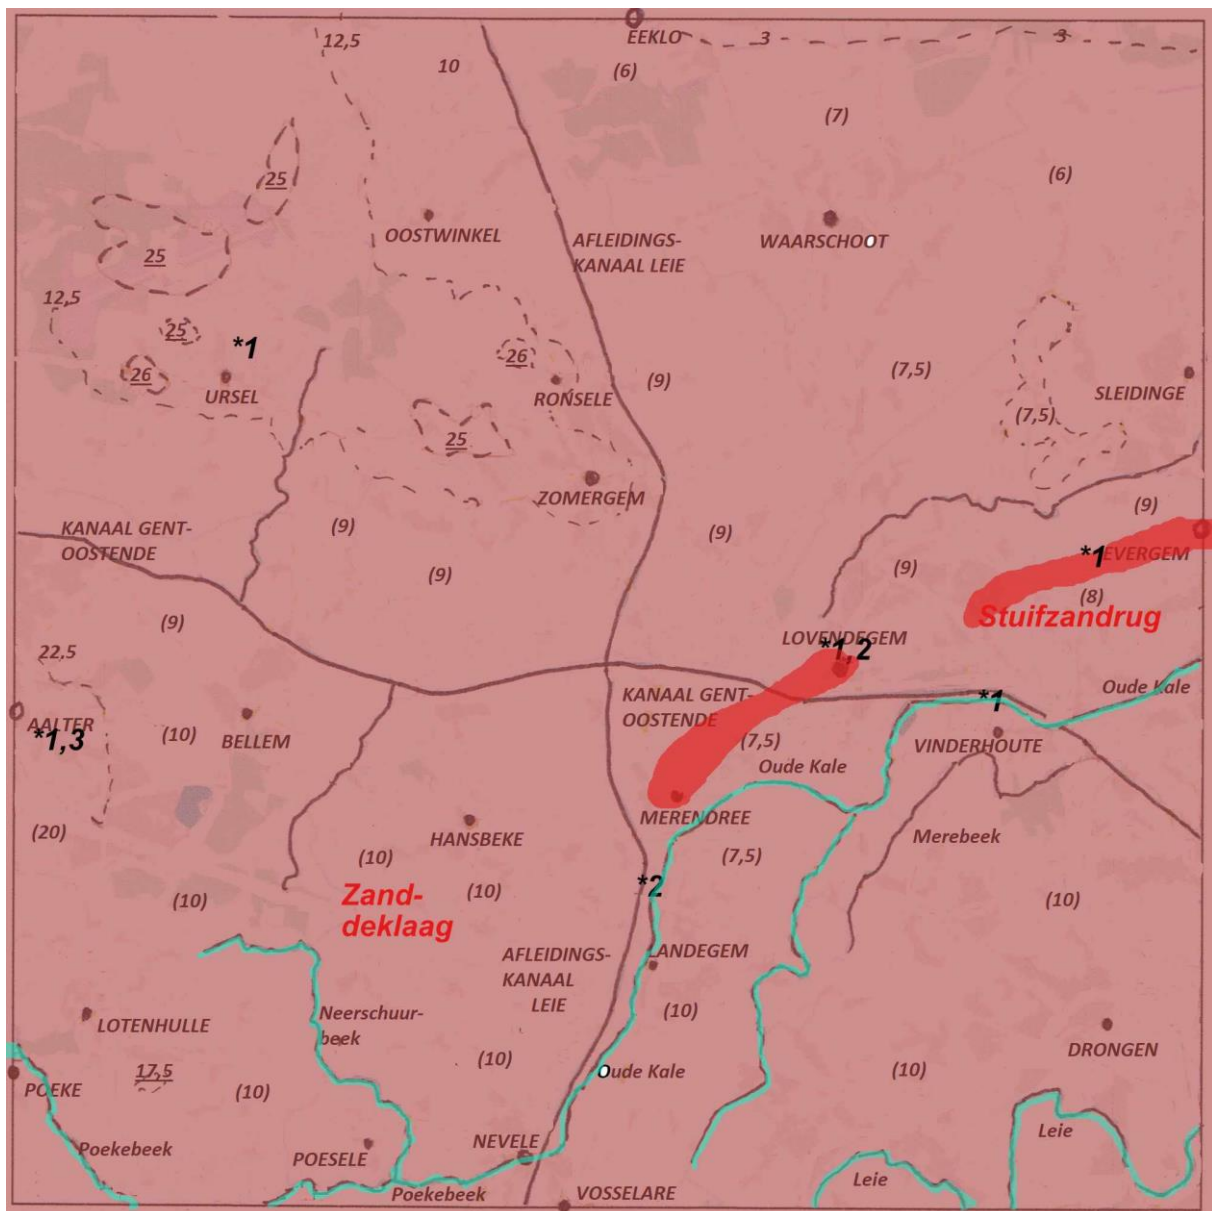 EEKLO
3
3
12,5
10
(6)
(7)
(6)
25
OOSTWINKEL
AFLEIDINGS-
KANAAL LEIE
WAARSCHOOT
25
12,5
25
*1
26
26
URSEL
RONSELE
(9)
(7,5)
SLEIDINGE
(7,5)
25
ZOMERGEM
KANAAL GENT-
OOSTENDE
(9)
(9)
(9)
(9)
(9)
*1
EVERGEM
(8)
Stuifzandrug
(9)
LOVENDEGEM
*1,2
22,5
KANAAL GENT-
OOSTENDE
*1
Oude Kale
AALTER
*1,3
(10)
BELLEM
(7,5)
VINDERHOUTE
Oude Kale
(20)
HANSBEKE
MERENDREE
Merebeek
(10)
(7,5)
(10)
Zand-
deklaag
(10)
*2
(10)
AFLEIDINGS-
KANAAL
LEIE
LANDEGEM
Neerschuur-
beek
(10)
LOTENHULLE
DRONGEN
17,5
(10)
(10)
Oude Kale
(10)
POEKE
Poekebeek
POESELE
NEVELE
Leie
Poekebeek
VOSSELARE
Leie